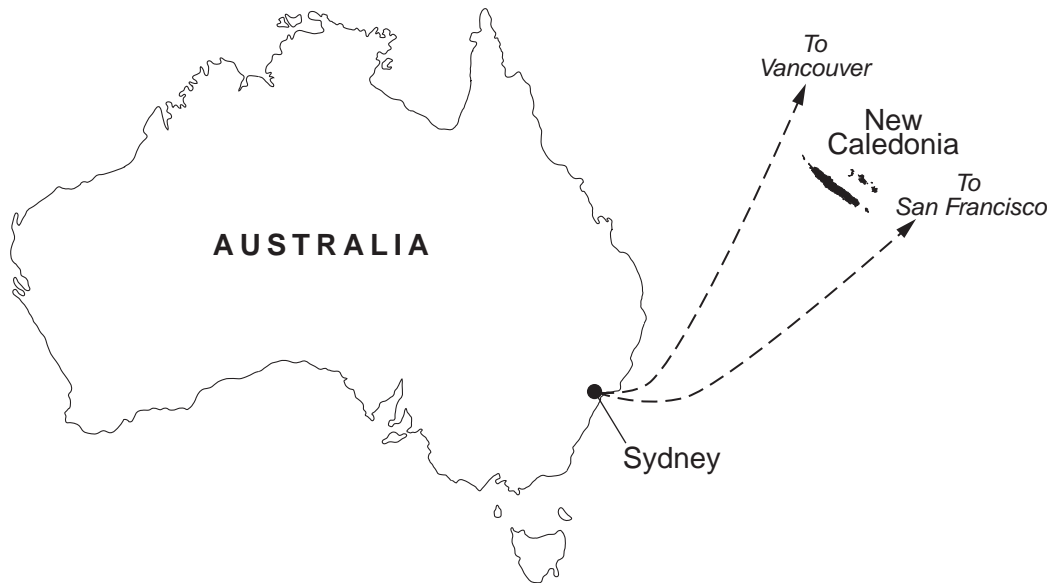 To
Vancouver
New
Caledonia
To
San Francisco
AUSTRALIA
Sydney